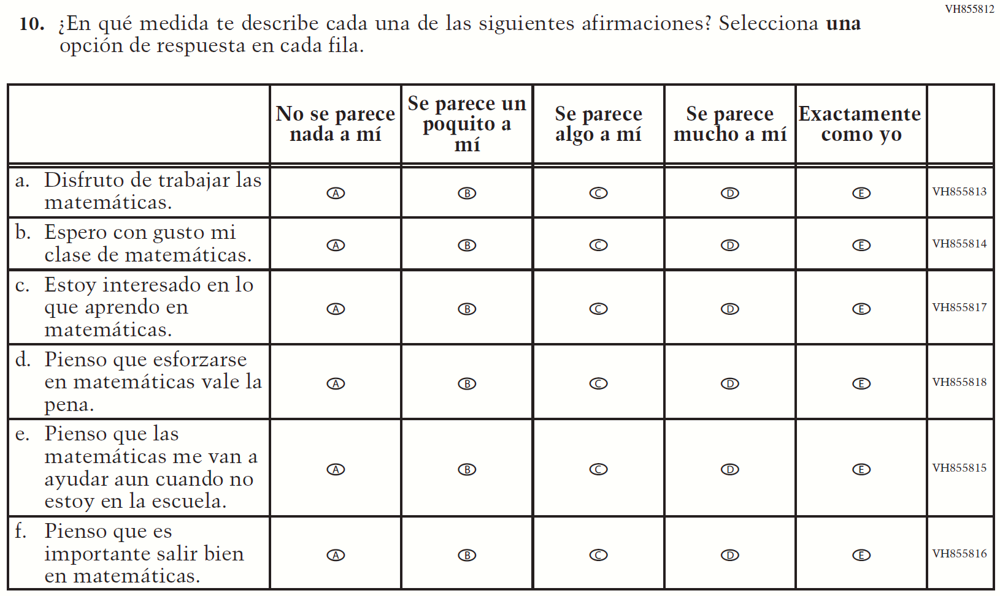 VH855812
10. ¿En qué medida te describe cada una de las siguientes afirmaciones? Selecciona una
opción de respuesta en cada fila.
No se parece
nada a mí
Se parece un
poquito a
mí
Se parece
algo a mí
Se parece
mucho a mí
Exactamente
como yo
a. Disfruto de trabajar las
matemáticas.
A B C D E VH855813
b. Espero con gusto mi
clase de matemáticas.
A B C D E VH855814
c. Estoy interesado en lo
que aprendo en
matemáticas.
A B C D E VH855817
d. Pienso que esforzarse
en matemáticas vale la
pena.
A B C D E VH855818
e. Pienso que las
matemáticas me van a
ayudar aun cuando no
estoy en la escuela.
A B C D E VH855815
f. Pienso que es
importante salir bien
en matemáticas.
A B C D E VH855816